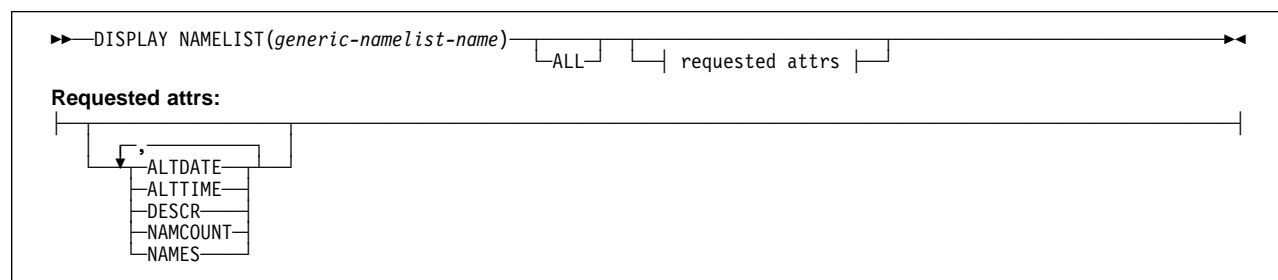 DISPLAY NAMELIST(generic-namelist-name)
ALL
requested attrs
Requested attrs:
,
ALTDATE
ALTTIME
DESCR
NAMCOUNT
NAMES